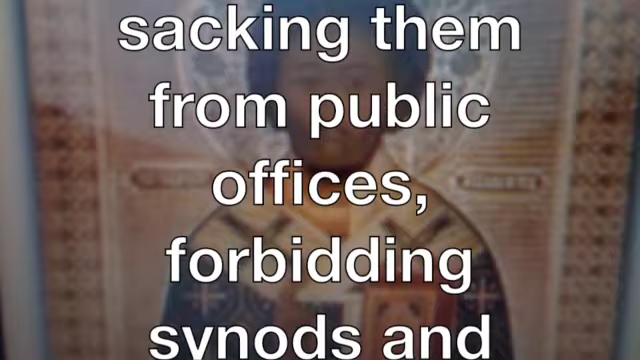 sacking them
from public
offices,
forbidding
synods and